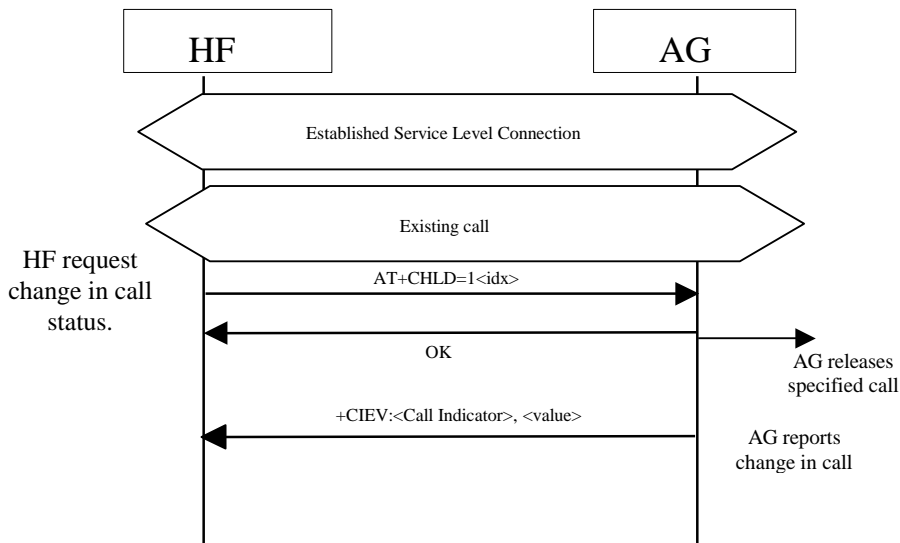 HF
AG
Established Service Level Connection
Existing call
HF request
change in call
status.
AT+CHLD=1<idx>
OK
AG releases
specified call
+CIEV:<Call Indicator>, <value>
AG reports
change in call